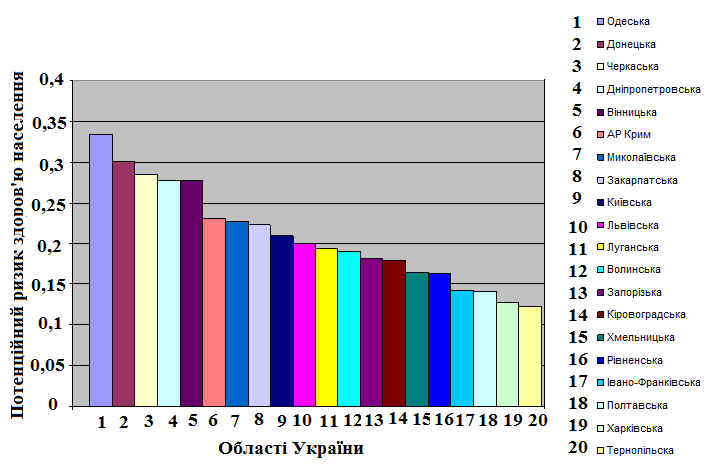 Потенційний ризик здоров'ю населення
0,4
0,35
0,3
0,25
0,2
0,15
0,1
0,05
0
1 2 3 4 5 6 7 8 9 10 11 12 13 14 15 16 17 18 19 20
Області України
1 Одеська
2 Донецька
3 Черкаська
4 Дніпропетровська
5 Вінницька
6 АР Крим
7 Миколаївська
8 Закарпатська
9 Київська
10 Львівська
11 Луганська
12 Волинська
13 Запорізька
14 Кіровоградська
15 Хмельницька
16 Рівненська
17 Івано-Франківська
18 Полтавська
19 Харківська
20 Тернопільска